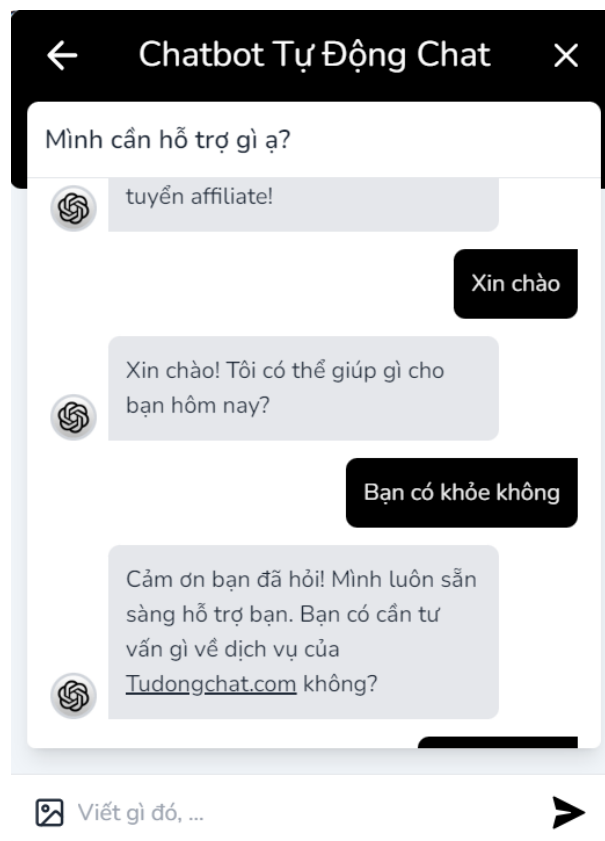 Chatbot Tự Động Chat
Mình cần hỗ trợ gì ạ?
tuyển affiliate!
Xin chào
Xin chào! Tôi có thể giúp gì cho
bạn hôm nay?
Bạn có khỏe không
Cảm ơn bạn đã hỏi! Mình luôn sẵn
sàng hỗ trợ bạn. Bạn có cần tư
vấn gì về dịch vụ của
Tudongchat.com không?
Viết gì đó, ...